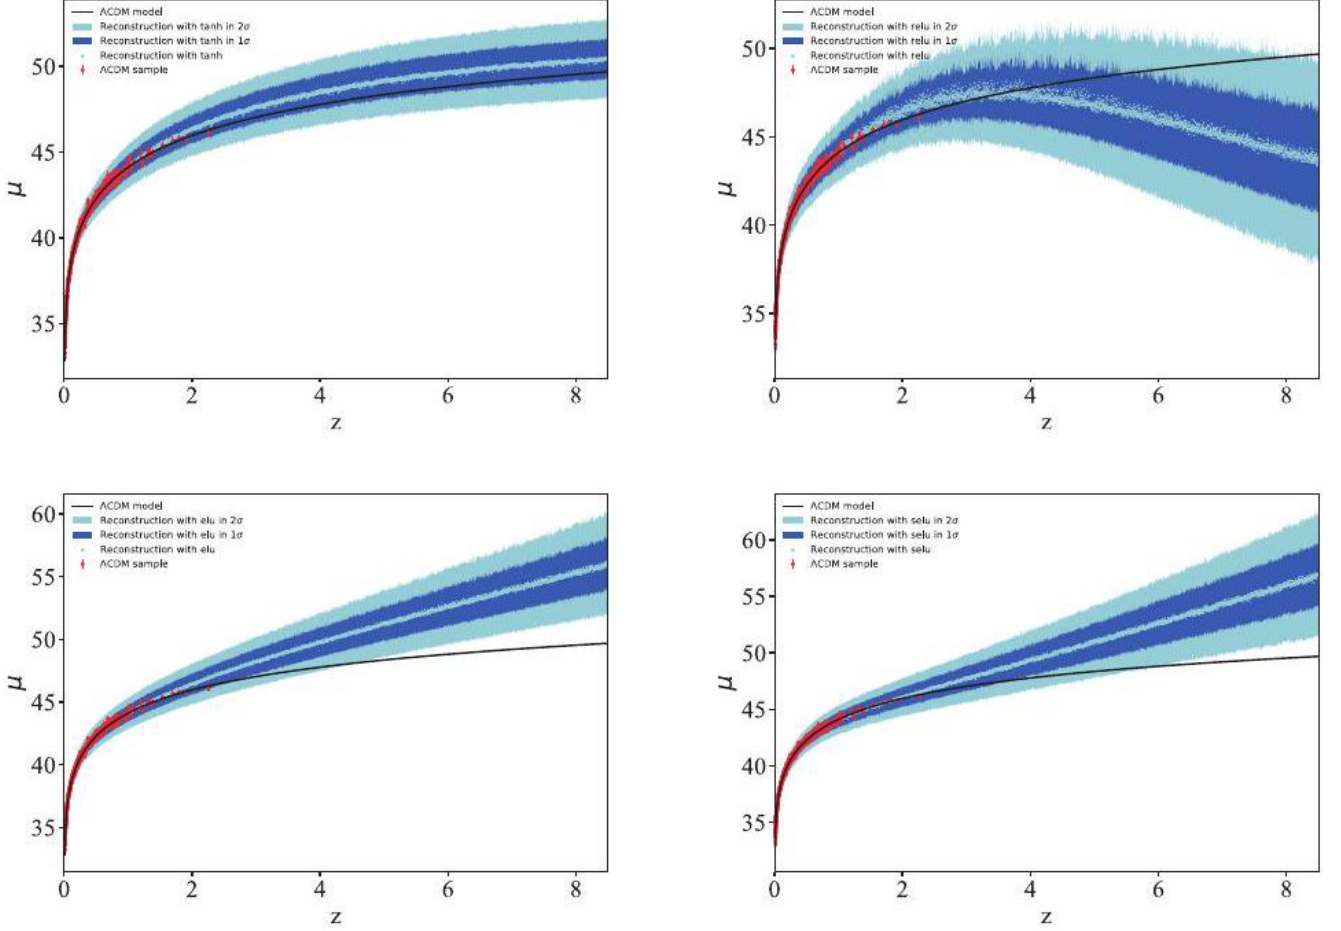 ΛCDM model
Reconstruction with tanh in 2σ
Reconstruction with tanh in 1σ
Reconstruction with tanh
ΛCDM sample
50
45
40
35
μ
0 2 4 6 8
z
ΛCDM model
Reconstruction with relu in 2σ
Reconstruction with relu in 1σ
Reconstruction with relu
ΛCDM sample
50
45
40
35
μ
0 2 4 6 8
z
ΛCDM model
Reconstruction with elu in 2σ
Reconstruction with elu in 1σ
Reconstruction with elu
ΛCDM sample
60
55
50
45
40
35
μ
0 2 4 6 8
z
ΛCDM model
Reconstruction with selu in 2σ
Reconstruction with selu in 1σ
Reconstruction with selu
ΛCDM sample
60
55
50
45
40
35
μ
0 2 4 6 8
z